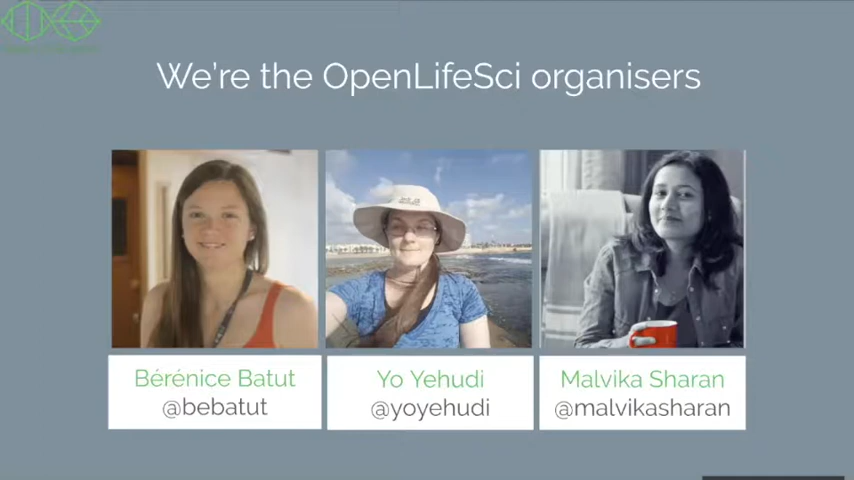 We're the OpenLifeSci organisers
Bérénice Batut
@bebatut
Yo Yehudi
@yoyehudi
Malvika Sharan
@malvikasharan